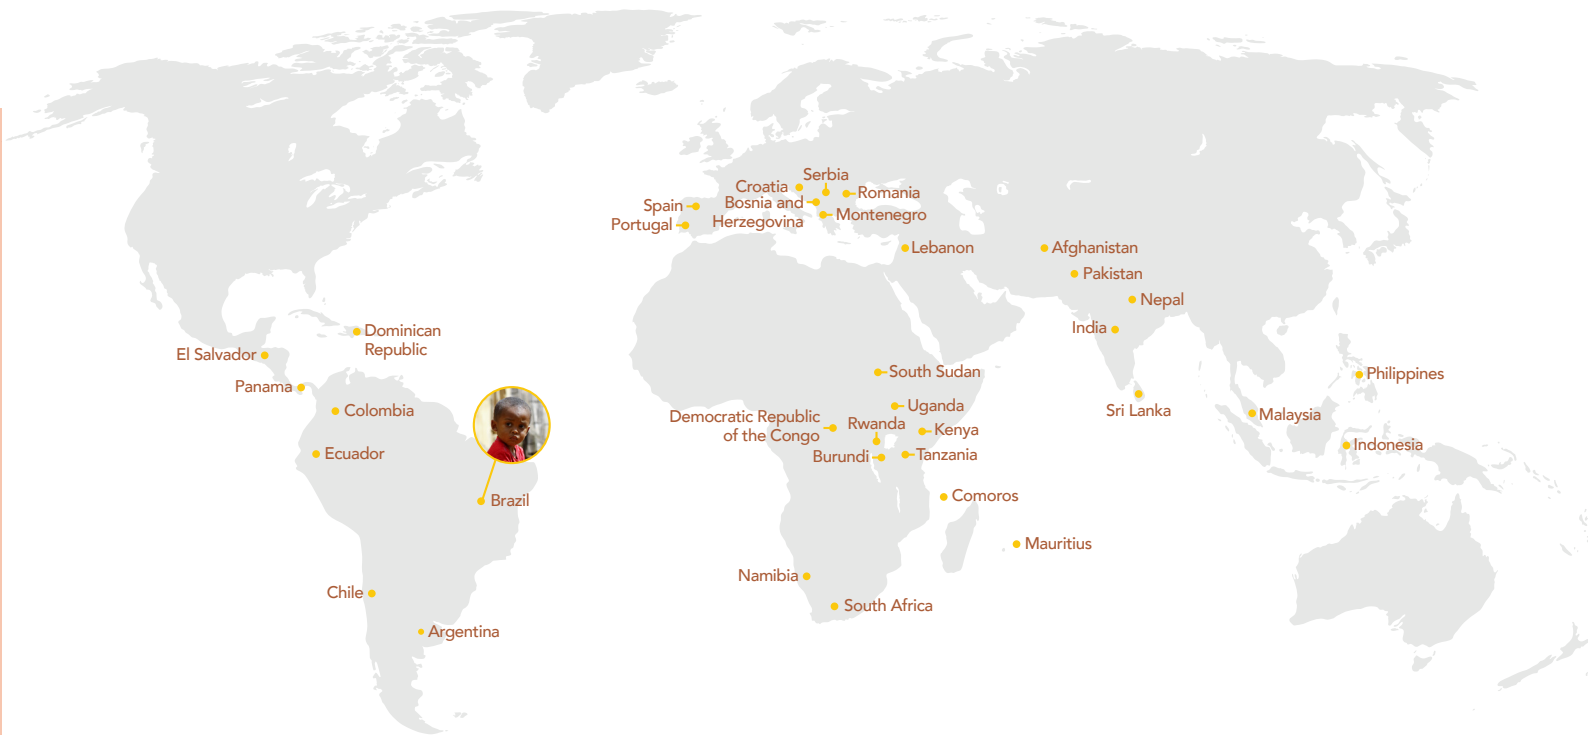 Serbia
Croatia
Romania
Bosnia and
Herzegovina
Spain
Montenegro
Portugal
Lebanon
Afghanistan
Pakistan
Nepal
India
Dominican
Republic
El Salvador
Panama
Colombia
Ecuador
Brazil
Chile
Argentina
South Sudan
Uganda
Democratic Republic
of the Congo
Rwanda
Kenya
Burundi
Tanzania
Comoros
Mauritius
Namibia
South Africa
Sri Lanka
Philippines
Malaysia
Indonesia